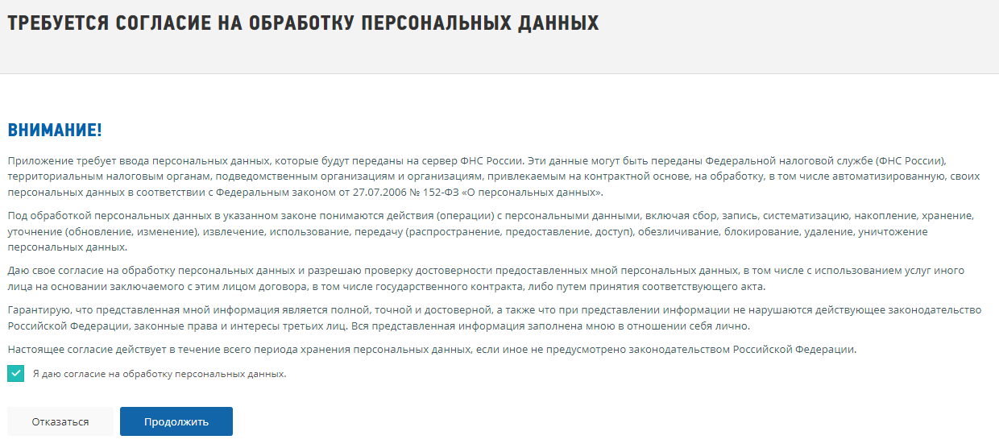 ТРЕБУЕТСЯ СОГЛАСИЕ НА ОБРАБОТКУ ПЕРСОНАЛЬНЫХ ДАННЫХ
ВНИМАНИЕ!
Приложение требует ввода персональных данных, которые будут переданы на сервер ФНС России. Эти данные могут быть переданы Федеральной налоговой службе (ФНС России),
территориальным налоговым органам, подведомственным организациям и организациям, привлекаемым на контрактной основе, на обработку, в том числе автоматизированную, своих
персональных данных в соответствии с Федеральным законом от 27.07.2006 № 152-ФЗ «О персональных данных».
Под обработкой персональных данных в указанном законе понимаются действия (операции) с персональными данными, включая сбор, запись, систематизацию, накопление, хранение,
уточнение (обновление, изменение), извлечение, использование, передачу (распространение, предоставление, доступ), обезличивание, блокирование, удаление, уничтожение
персональных данных.
Даю свое согласие на обработку персональных данных и разрешаю проверку достоверности предоставленных мной персональных данных, в том числе с использованием услуг иного
лица на основании заключаемого с этим лицом договора, в том числе государственного контракта, либо путем принятия соответствующего акта.
Гарантирую, что представленная мной информация является полной, точной и достоверной, а также что при представлении информации не нарушаются действующее законодательство
Российской Федерации, законные права и интересы третьих лиц. Вся представленная информация заполнена мною в отношении себя лично.
Настоящее согласие действует в течение всего периода хранения персональных данных, если иное не предусмотрено законодательством Российской Федерации.
Я даю согласие на обработку персональных данных.
Отказаться Продолжить